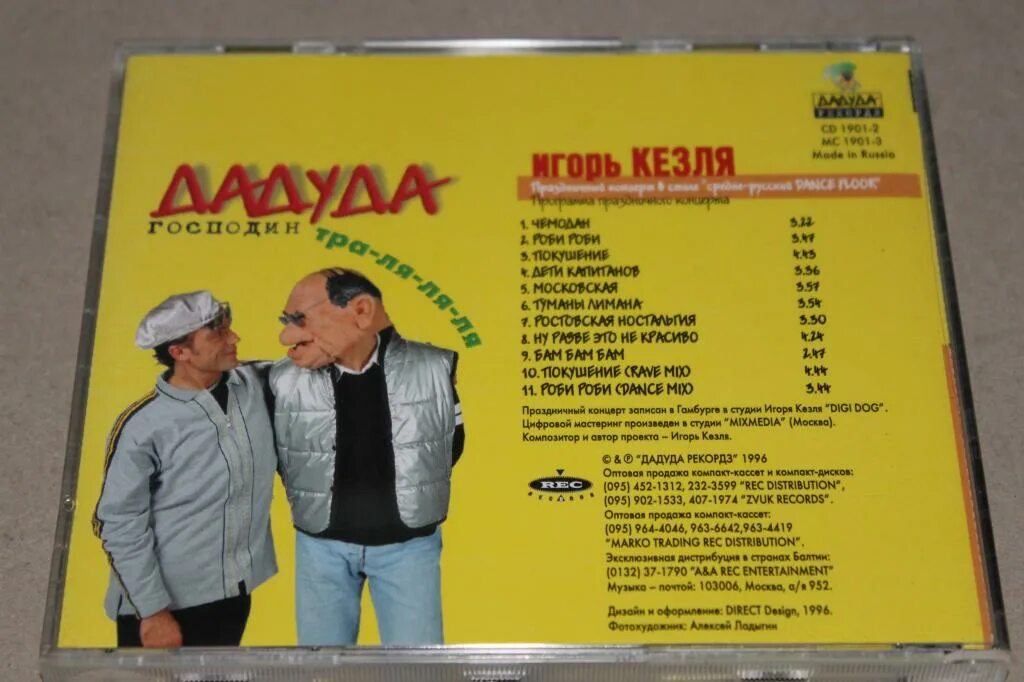 ДАДУДА
РЕКОРДЗ
CD 1901-2
MC 1901-3
Made in Russia
ДАДУДА
ГОСПОДИН
ТРА-ЛЯ-ЛЯ-ЛЯ
ИГОРЬ КЕЗЛЯ
Праздничный концерт в стиле "средне-русский DANCE FLOOR"
Программа праздничного концерта
1. ЧЕМОДАН 3.22
2. РОБИ РОБИ 3.47
3. ПОКУШЕНИЕ 4.43
4. ДЕТИ КАПИТАНОВ 3.36
5. МОСКОВСКАЯ 3.57
6. ТУМАНЫ ЛИМАНА 3.54
7. РОСТОВСКАЯ НОСТАЛЬГИЯ 3.30
8. НУ РАЗВЕ ЭТО НЕ КРАСИВО 4.24
9. БАМ БАМ БАМ 2.47
10. ПОКУШЕНИЕ (RAVE MIX) 4.44
11. РОБИ РОБИ (DANCE MIX) 3.44
Праздничный концерт записан в Гамбурге в студии Игоря Кезля "DIGI DOG".
Цифровой мастеринг произведен в студии "MIXMEDIA" (Москва).
Композитор и автор проекта – Игорь Кезля.
© & ℗ "ДАДУДА РЕКОРДЗ" 1996
Оптовая продажа компакт-кассет и компакт-дисков:
(095) 452-1312, 232-3599 "REC DISTRIBUTION",
(095) 902-1533, 407-1974 "ZVUK RECORDS".
Оптовая продажа компакт-кассет:
(095) 964-4046, 963-6642,963-4419
"MARKO TRADING REC DISTRIBUTION".
Эксклюзивная дистрибуция в странах Балтии:
(0132) 37-1790 "A&A REC ENTERTAINMENT"
Музыка – почтой: 103006, Москва, а/я 952.
REC
RECORDS
Дизайн и оформление: DIRECT Design, 1996.
Фотохудожник: Алексей Ладыгин